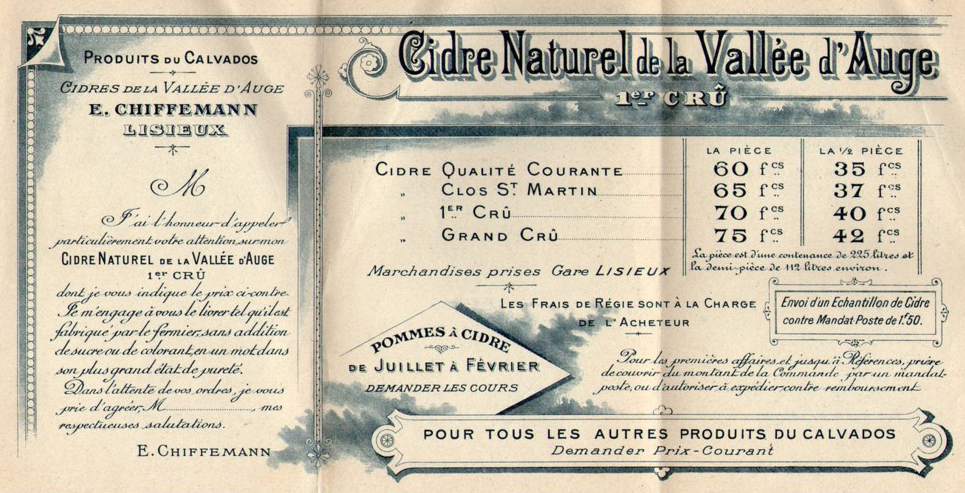 PRODUITS DU CALVADOS
CIDRES DE LA VALLÉE D'AUGE
E. CHIFFEMANN
LISIEUX
M
J'ai l'honneur d'appeler
particulièrement votre attention sur mon
CIDRE NATUREL DE LA VALLÉE D'AUGE
1er CRÛ
dont je vous indique le prix ci-contre.
Je m'engage à vous le livrer tel qu'il est
fabriqué par le fermier, sans addition
de sucre ou de colorant, en un mot dans
son plus grand état de pureté.
Dans l'attente de vos ordres, je vous
prie d'agréer, M, mes
respectueuses salutations.
E. CHIFFEMANN
Cidre Naturel de la Vallée d'Auge
1er CRÛ
LA PIÈCE LA 1/2 PIÈCE
CIDRE QUALITÉ COURANTE 60 fcs 35 fcs
" CLOS ST MARTIN 65 fcs 37 fcs
" 1ER CRÛ 70 fcs 40 fcs
" GRAND CRÛ 75 fcs 42 fcs
La pièce est d'une contenance de 225 litres et
la demi-pièce de 112 litres environ.
Marchandises prises Gare LISIEUX
LES FRAIS DE RÉGIE SONT À LA CHARGE
DE L'ACHETEUR
Envoi d'un Echantillon de Cidre
contre Mandat Poste de 1f50.
POMMES À CIDRE
DE JUILLET À FÉVRIER
DEMANDER LES COURS
Pour les premières affaires, et jusqu'à Références, prière
de couvrir du montant de la Commande par un mandat-
poste, ou d'autoriser à expédier contre remboursement.
POUR TOUS LES AUTRES PRODUITS DU CALVADOS
Demander Prix-Courant